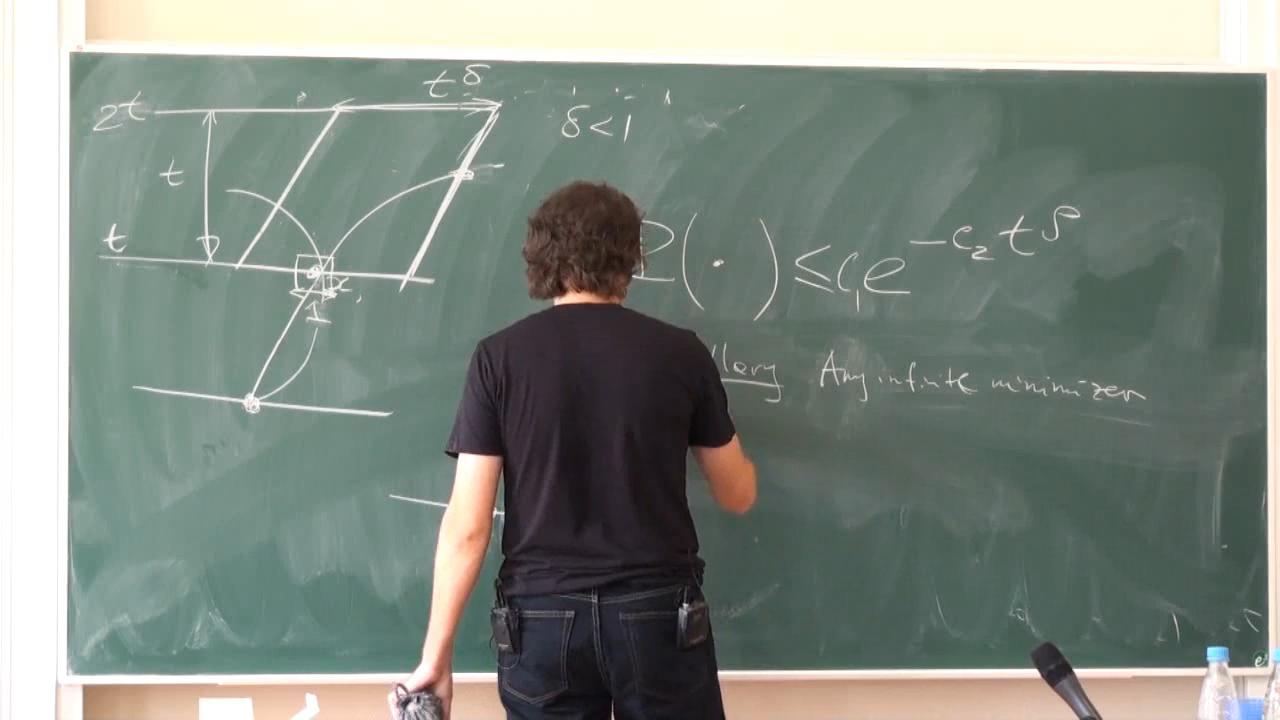 2t
t^δ
δ<1
t
t
1
P( · ) ≤ c₁e^{-c₂t^ρ}
llary Any infinite minimizer